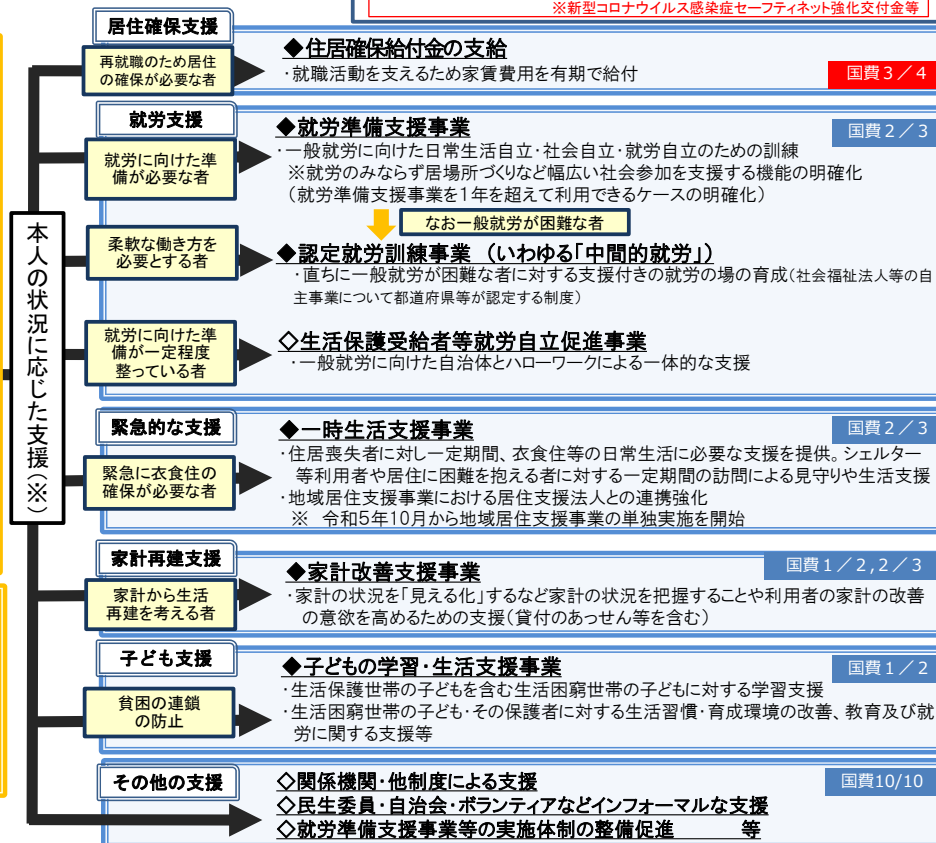 ※新型コロナウイルス感染症セーフティネット強化交付金等
本人の状況に応じた支援(※)
居住確保支援
再就職のため居住
の確保が必要な者
◆住居確保給付金の支給
・就職活動を支えるため家賃費用を有期で給付
国費3/4
就労支援
就労に向けた準
備が必要な者
◆就労準備支援事業
国費2/3
・一般就労に向けた日常生活自立・社会自立・就労自立のための訓練
※就労のみならず居場所づくりなど幅広い社会参加を支援する機能の明確化
(就労準備支援事業を1年を超えて利用できるケースの明確化)
なお一般就労が困難な者
柔軟な働き方を
必要とする者
◆認定就労訓練事業 (いわゆる「中間的就労」)
・直ちに一般就労が困難な者に対する支援付きの就労の場の育成(社会福祉法人等の自
主事業について都道府県等が認定する制度)
就労に向けた準
備が一定程度
整っている者
◇生活保護受給者等就労自立促進事業
・一般就労に向けた自治体とハローワークによる一体的な支援
緊急的な支援
緊急に衣食住の
確保が必要な者
◆一時生活支援事業
国費2/3
・住居喪失者に対し一定期間、衣食住等の日常生活に必要な支援を提供。シェルター
等利用者や居住に困難を抱える者に対する一定期間の訪問による見守りや生活支援
・地域居住支援事業における居住支援法人との連携強化
※ 令和5年10月から地域居住支援事業の単独実施を開始
家計再建支援
家計から生活
再建を考える者
◆家計改善支援事業
国費1/2,2/3
・家計の状況を「見える化」するなど家計の状況を把握することや利用者の家計の改善
の意欲を高めるための支援(貸付のあっせん等を含む)
子ども支援
貧困の連鎖
の防止
◆子どもの学習・生活支援事業
国費1/2
・生活保護世帯の子どもを含む生活困窮世帯の子どもに対する学習支援
・生活困窮世帯の子ども・その保護者に対する生活習慣・育成環境の改善、教育及び就
労に関する支援等
その他の支援
◇関係機関・他制度による支援
国費10/10
◇民生委員・自治会・ボランティアなどインフォーマルな支援
◇就労準備支援事業等の実施体制の整備促進 等